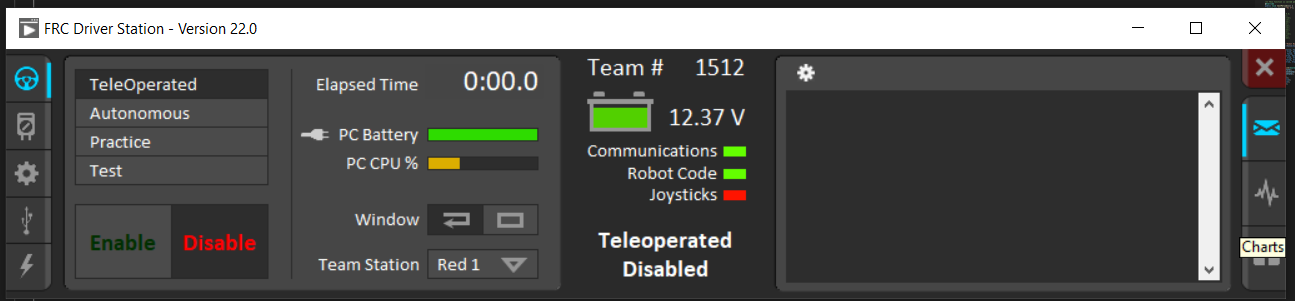 FRC Driver Station - Version 22.0
TeleOperated
Autonomous
Practice
Test
Enable
Disable
Elapsed Time 0:00.0
PC Battery
PC CPU %
Window
Team Station Red 1
Team # 1512
12.37 V
Communications
Robot Code
Joysticks
Teleoperated
Disabled
Charts